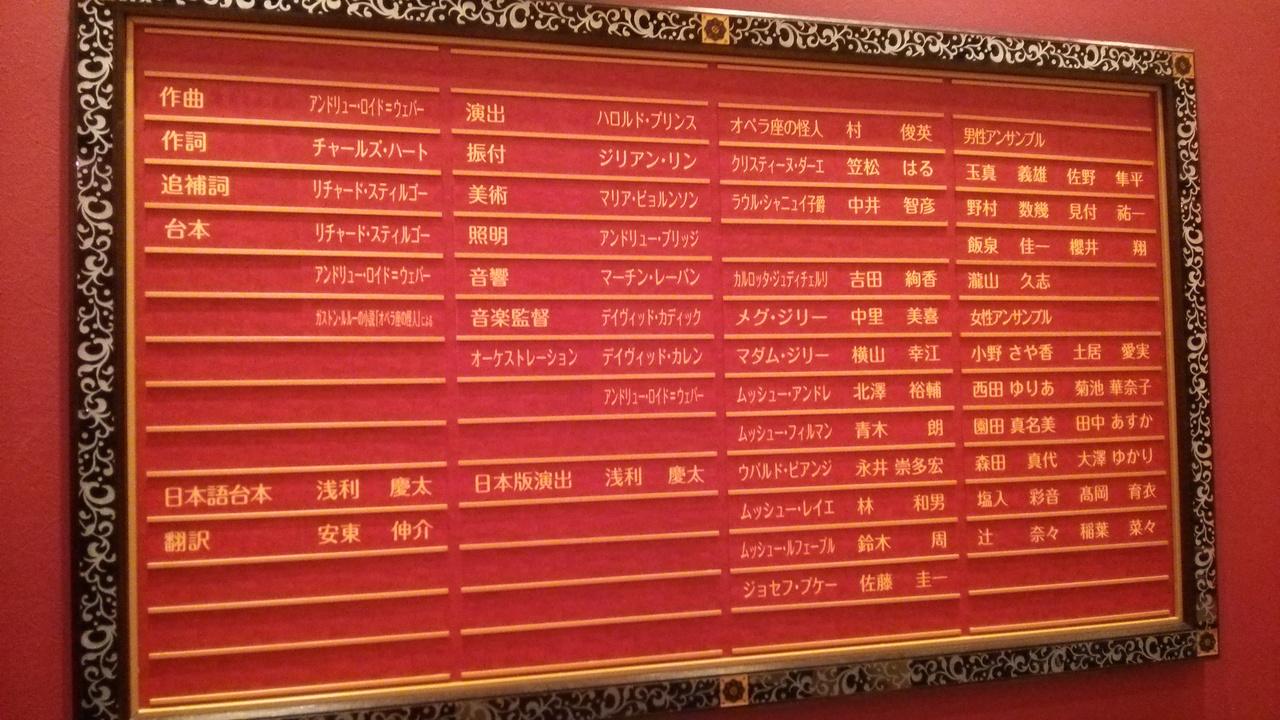 作曲 アンドリュー・ロイド=ウェバー
作詞 チャールズ・ハート
追補詞 リチャード・スティルゴー
台本 リチャード・スティルゴー
アンドリュー・ロイド=ウェバー
ガストン・ルルーの小説「オペラ座の怪人」による
日本語台本 浅利 慶太
翻訳 安東 伸介
演出 ハロルド・プリンス
振付 ジリアン・リン
美術 マリア・ビョルンソン
照明 アンドリュー・ブリッジ
音響 マーチン・レーバン
音楽監督 デイヴィッド・カディック
オーケストレーション デイヴィッド・カレン
アンドリュー・ロイド=ウェバー
日本版演出 浅利 慶太
オペラ座の怪人 村 俊英
クリスティーヌ・ダーエ 笠松 はる
ラウル・シャニュイ子爵 中井 智彦
カルロッタ・ジュディチェルリ 吉田 絢香
メグ・ジリー 中里 美喜
マダム・ジリー 横山 幸江
ムッシュー・アンドレ 北澤 裕輔
ムッシュー・フィルマン 青木 朗
ウバルド・ピアンジ 永井 崇多宏
ムッシュー・レイエ 林 和男
ムッシュー・ルフェーブル 鈴木 周
ジョセフ・ブケー 佐藤 圭一
男性アンサンブル
玉真 義雄 佐野 隼平
野村 数幾 見付 祐一
飯泉 佳一 櫻井 翔
瀧山 久志
女性アンサンブル
小野 さや香 土居 愛実
西田 ゆりあ 菊池 華奈子
園田 真名美 田中 あすか
森田 真代 大澤 ゆかり
塩入 彩音 髙岡 育衣
辻 奈々 稲葉 菜々